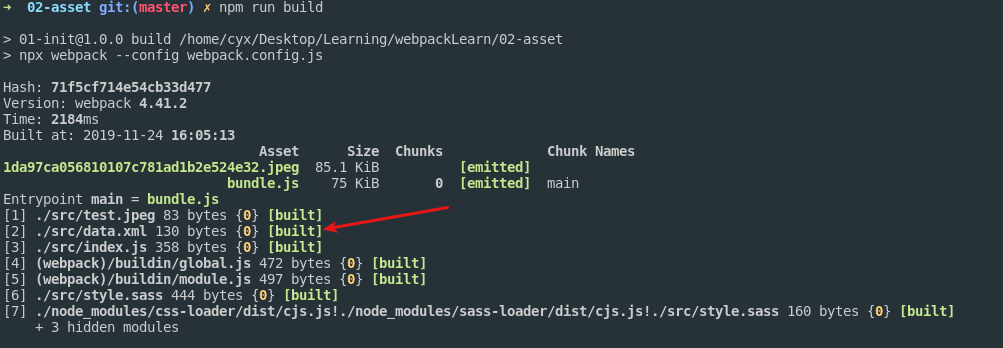 ➜  02-asset git:(master) ✗ npm run build
> 01-init@1.0.0 build /home/cyx/Desktop/Learning/webpackLearn/02-asset
> npx webpack --config webpack.config.js
Hash: 71f5cf714e54cb33d477
Version: webpack 4.41.2
Time: 2184ms
Built at: 2019-11-24 16:05:13
Asset Size Chunks Chunk Names
1da97ca056810107c781ad1b2e524e32.jpeg 85.1 KiB [emitted]
bundle.js 75 KiB 0 [emitted] main
Entrypoint main = bundle.js
[1] ./src/test.jpeg 83 bytes {0} [built]
[2] ./src/data.xml 130 bytes {0} [built]
[3] ./src/index.js 358 bytes {0} [built]
[4] (webpack)/buildin/global.js 472 bytes {0} [built]
[5] (webpack)/buildin/module.js 497 bytes {0} [built]
[6] ./src/style.sass 444 bytes {0} [built]
[7] ./node_modules/css-loader/dist/cjs.js!./node_modules/sass-loader/dist/cjs.js!./src/style.sass 160 bytes {0} [built]
+ 3 hidden modules